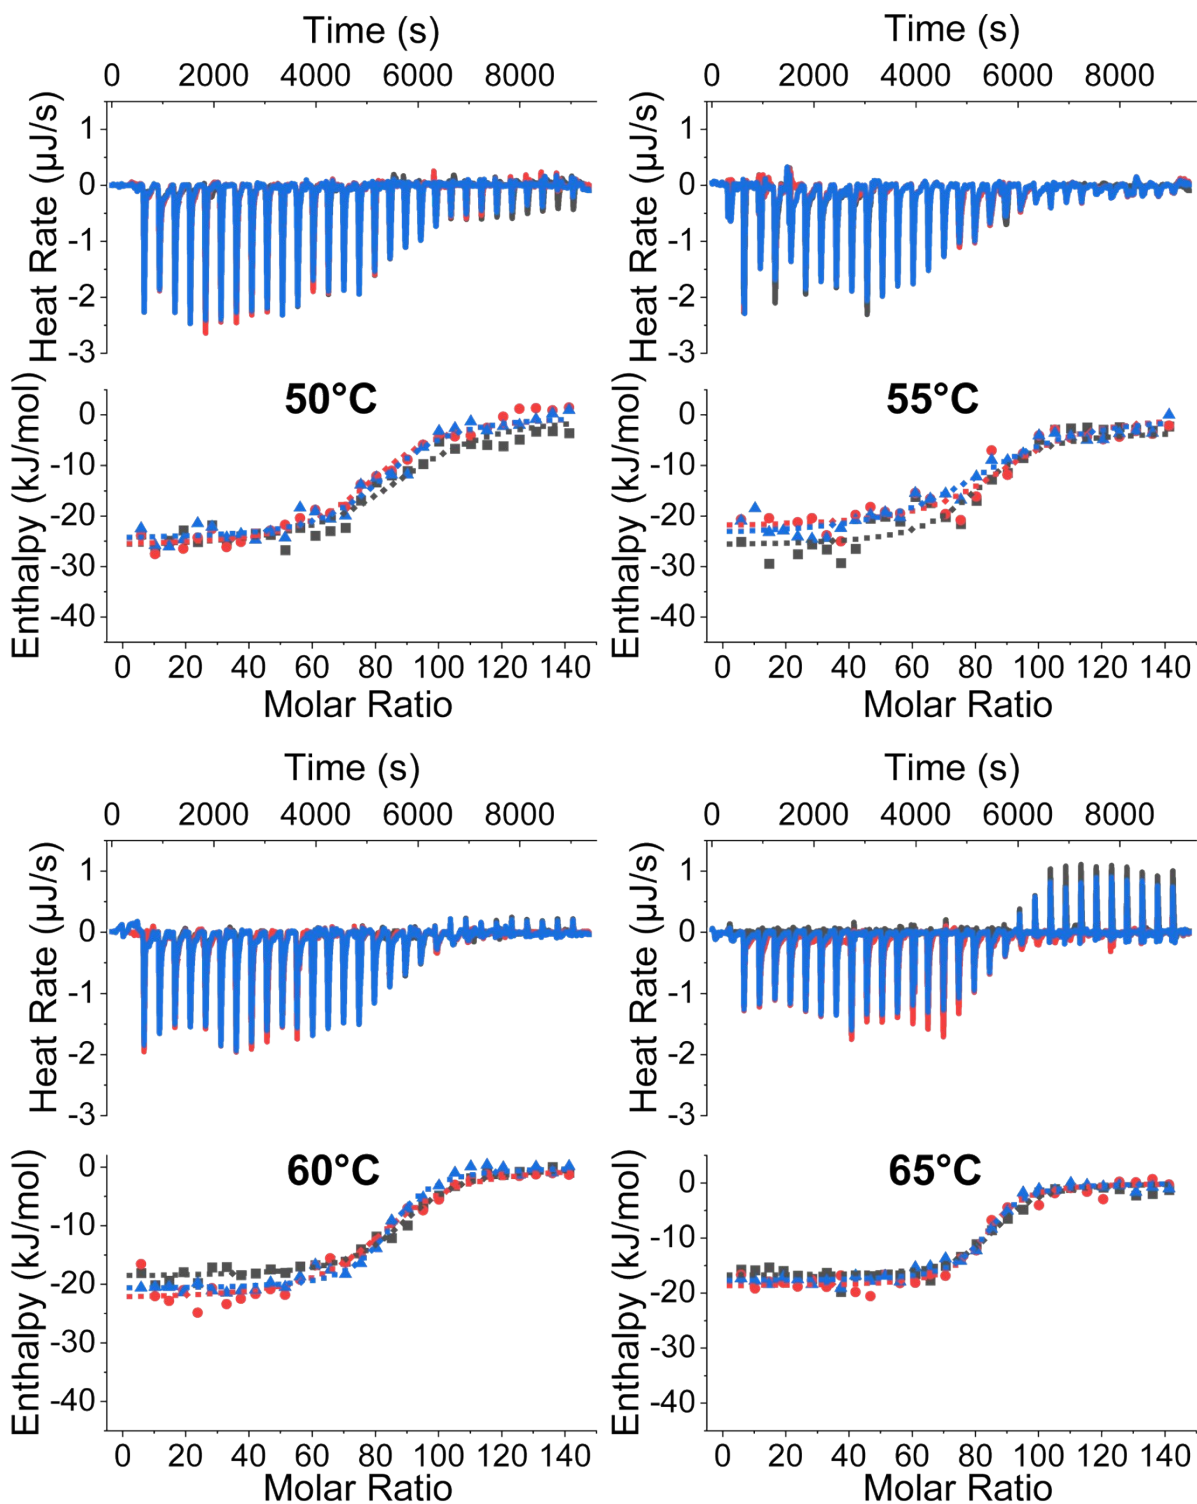 Time (s) Time (s)
0 2000 4000 6000 8000 0 2000 4000 6000 8000
Heat Rate (µJ/s) 1 0 -1 -2 -3 Heat Rate (µJ/s) 1 0 -1 -2 -3
Enthalpy (kJ/mol) 0 -10 -20 -30 -40 50°C Enthalpy (kJ/mol) 0 -10 -20 -30 -40 55°C
0 20 40 60 80 100 120 140 0 20 40 60 80 100 120 140
Molar Ratio Molar Ratio
Time (s) Time (s)
0 2000 4000 6000 8000 0 2000 4000 6000 8000
Heat Rate (µJ/s) 1 0 -1 -2 -3 Heat Rate (µJ/s) 1 0 -1 -2 -3
Enthalpy (kJ/mol) 0 -10 -20 -30 -40 60°C Enthalpy (kJ/mol) 0 -10 -20 -30 -40 65°C
0 20 40 60 80 100 120 140 0 20 40 60 80 100 120 140
Molar Ratio Molar Ratio